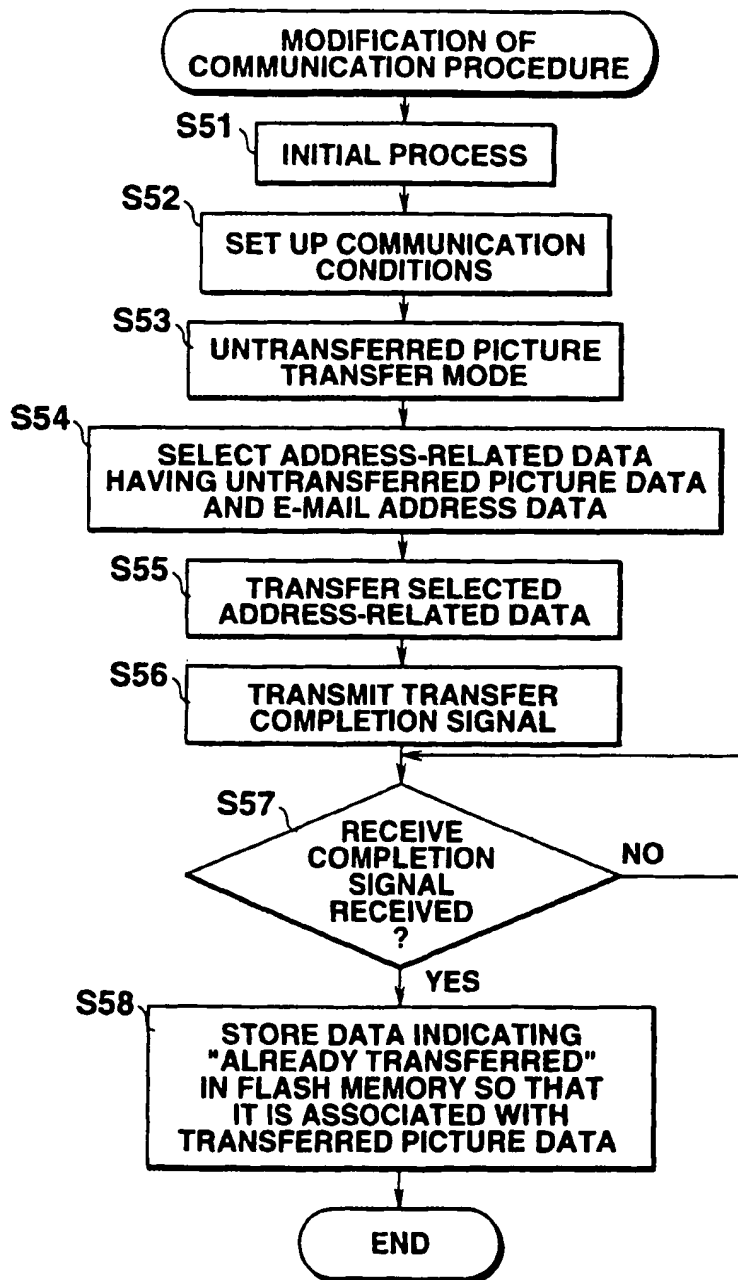 MODIFICATION OF
COMMUNICATION PROCEDURE
S51
INITIAL PROCESS
S52
SET UP COMMUNICATION
CONDITIONS
S53
UNTRANSFERRED PICTURE
TRANSFER MODE
S54
SELECT ADDRESS-RELATED DATA
HAVING UNTRANSFERRED PICTURE DATA
AND E-MAIL ADDRESS DATA
S55
TRANSFER SELECTED
ADDRESS-RELATED DATA
S56
TRANSMIT TRANSFER
COMPLETION SIGNAL
S57
RECEIVE
COMPLETION
SIGNAL
RECEIVED
?
NO
YES
S58
STORE DATA INDICATING
"ALREADY TRANSFERRED"
IN FLASH MEMORY SO THAT
IT IS ASSOCIATED WITH
TRANSFERRED PICTURE DATA
END